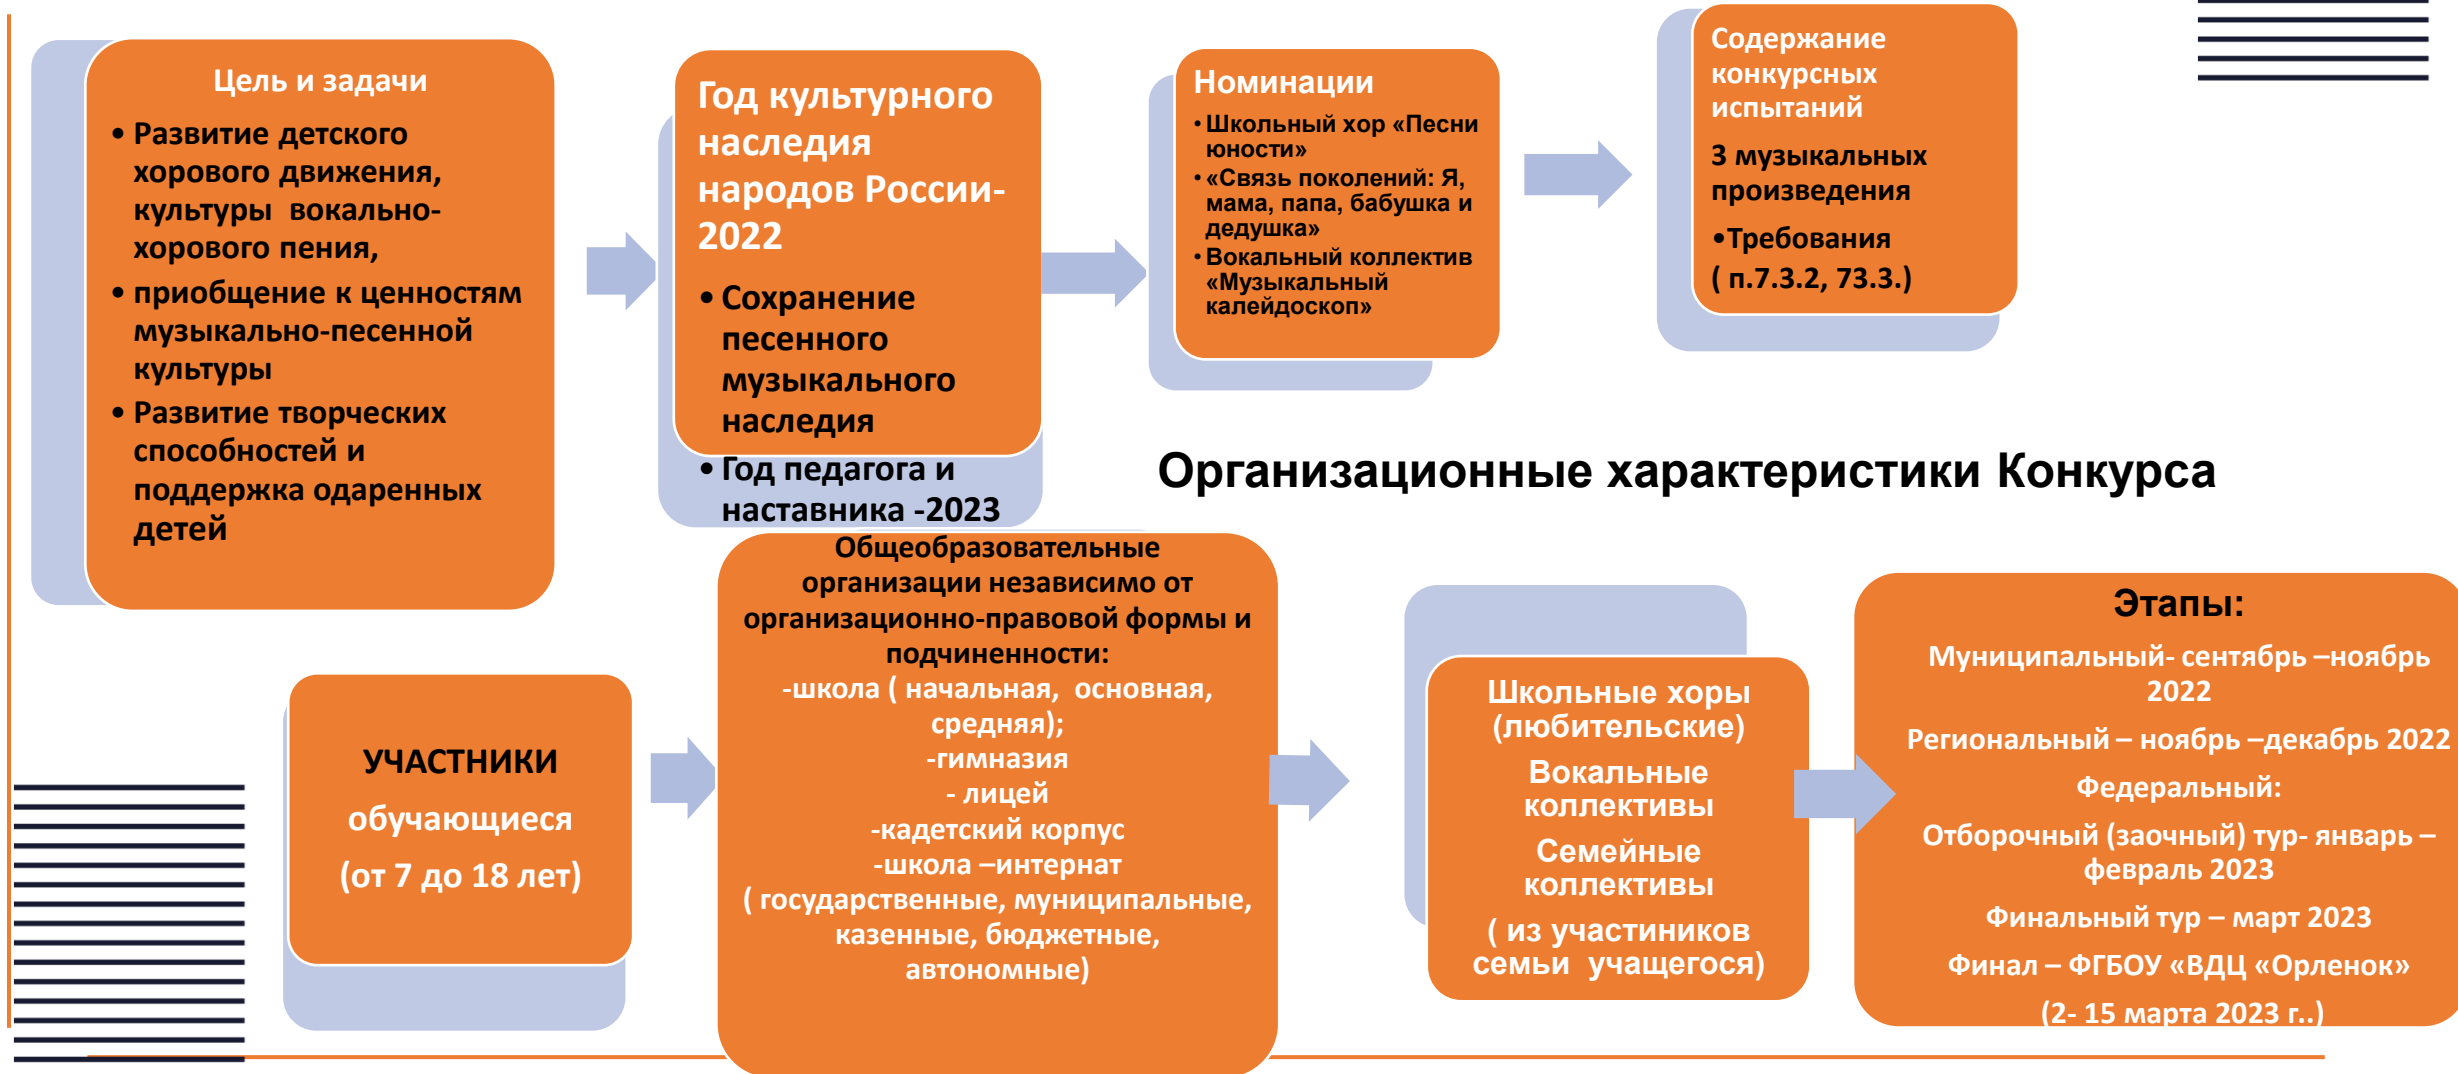 Цель и задачи
• Развитие детского
хорового движения,
культуры вокально-
хорового пения,
• приобщение к ценностям
музыкально-песенной
культуры
• Развитие творческих
способностей и
поддержка одаренных
детей
Год культурного
наследия
народов России-
2022
• Сохранение
песенного
музыкального
наследия
• Год педагога и
наставника -2023
Номинации
• Школьный хор «Песни
юности»
• «Связь поколений: Я,
мама, папа, бабушка и
дедушка»
• Вокальный коллектив
«Музыкальный
калейдоскоп»
Содержание
конкурсных
испытаний
3 музыкальных
произведения
•Требования
( п.7.3.2, 73.3.)
Организационные характеристики Конкурса
УЧАСТНИКИ
обучающиеся
(от 7 до 18 лет)
Общеобразовательные
организации независимо от
организационно-правовой формы и
подчиненности:
-школа ( начальная, основная,
средняя);
-гимназия
- лицей
-кадетский корпус
-школа –интернат
( государственные, муниципальные,
казенные, бюджетные,
автономные)
Школьные хоры
(любительские)
Вокальные
коллективы
Семейные
коллективы
( из участиников
семьи учащегося)
Этапы:
Муниципальный- сентябрь –ноябрь
2022
Региональный – ноябрь –декабрь 2022
Федеральный:
Отборочный (заочный) тур- январь –
февраль 2023
Финальный тур – март 2023
Финал – ФГБОУ «ВДЦ «Орленок»
(2- 15 марта 2023 г..)